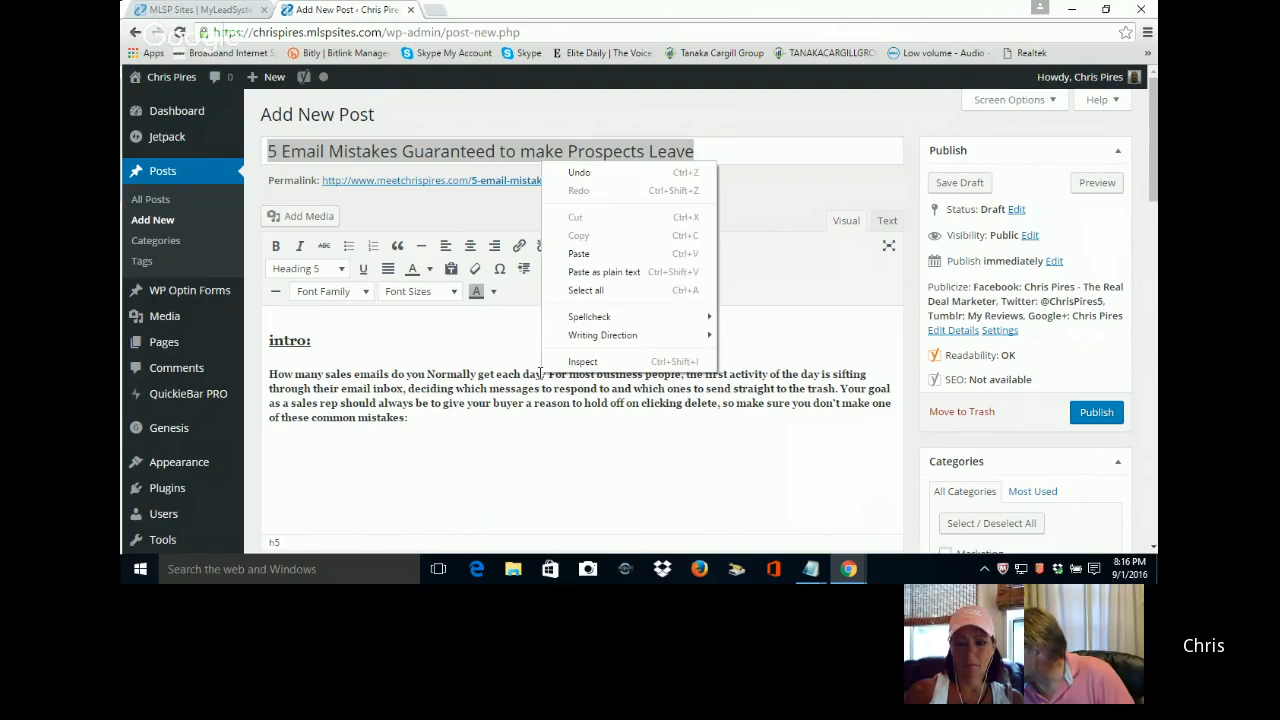 MLSP Sites | MyLeadSyste
Add New Post ‹ Chris Pire
https://chrispires.mlspsites.com/wp-admin/post-new.php
Google
Apps
Broadband Internet S
Bitly | Bitlink Manager
Skype My Account
Skype
Elite Daily | The Voice
Tanaka Cargill Group
TANAKACARGILLGRO
Low volume - Audio
Realtek
»
Chris Pires
0
New
Howdy, Chris Pires
Dashboard
Jetpack
Posts
All Posts
Add New
Categories
Tags
WP Optin Forms
Media
Pages
Comments
QuickieBar PRO
Genesis
Appearance
Plugins
Users
Tools
Screen Options
Help
Add New Post
5 Email Mistakes Guaranteed to make Prospects Leave
Permalink: http://www.meetchrispires.com/5-email-mistak
Add Media
Visual
Text
B I ABC
Heading 5
U
A
Ω
Font Family
Font Sizes
A
Undo Ctrl+Z
Redo Ctrl+Shift+Z
Cut Ctrl+X
Copy Ctrl+C
Paste Ctrl+V
Paste as plain text Ctrl+Shift+V
Select all Ctrl+A
Spellcheck
Writing Direction
Inspect Ctrl+Shift+I
intro:
How many sales emails do you Normally get each day. For most business people, the first activity of the day is sifting
through their email inbox, deciding which messages to respond to and which ones to send straight to the trash. Your goal
as a sales rep should always be to give your buyer a reason to hold off on clicking delete, so make sure you don't make one
of these common mistakes:
h5
Publish
Save Draft
Preview
Status: Draft Edit
Visibility: Public Edit
Publish immediately Edit
Publicize: Facebook: Chris Pires - The Real
Deal Marketer, Twitter: @ChrisPires5,
Tumblr: My Reviews, Google+: Chris Pires
Edit Details Settings
Readability: OK
SEO: Not available
Move to Trash
Publish
Categories
All Categories
Most Used
Select / Deselect All
Marketing
Search the web and Windows
8:16 PM
9/1/2016
Chris